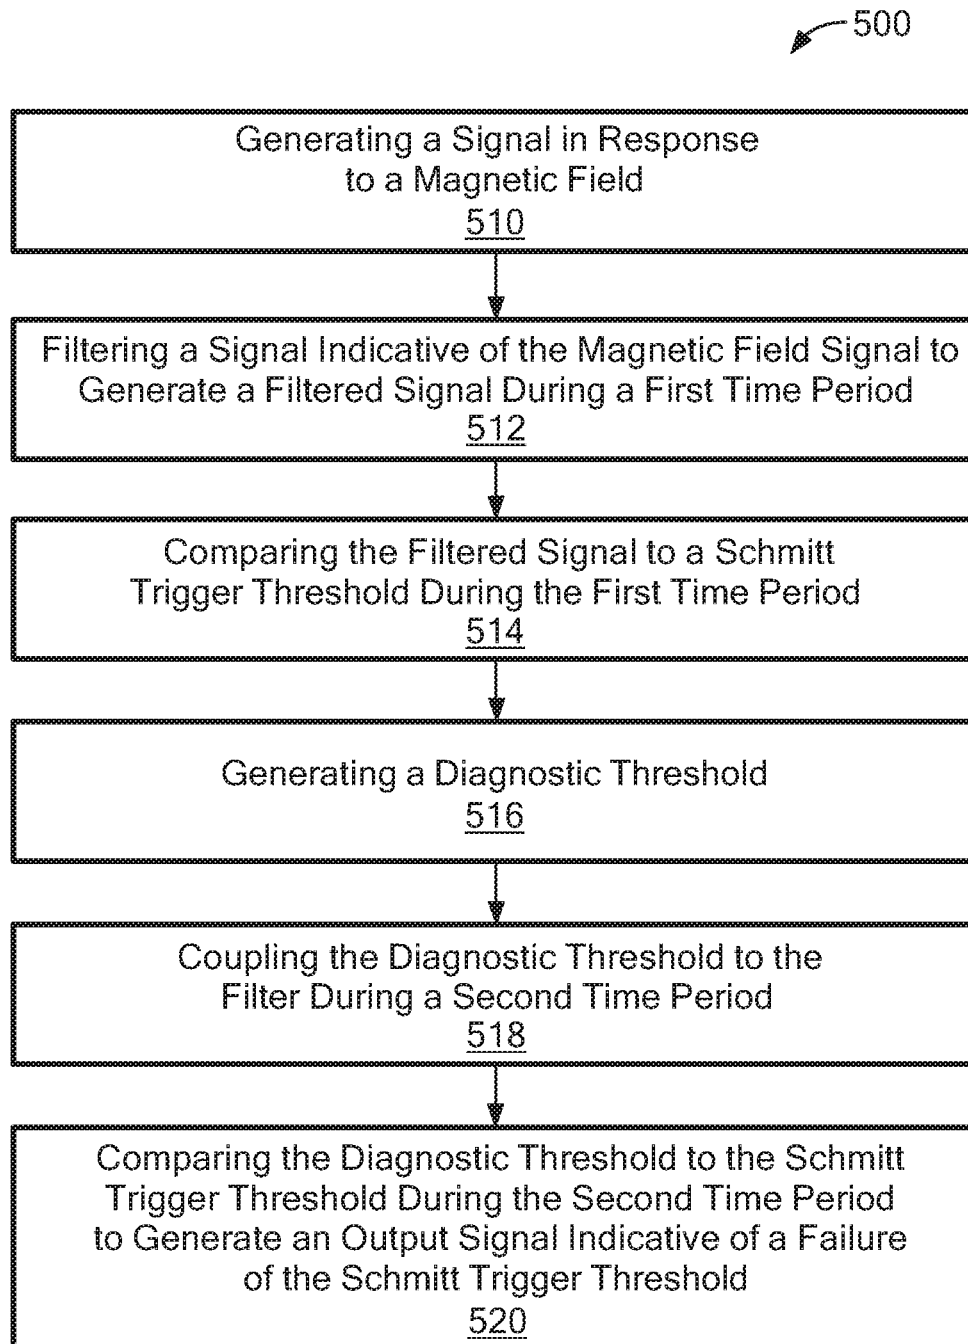 500
Generating a Signal in Response
to a Magnetic Field
510
Filtering a Signal Indicative of the Magnetic Field Signal to
Generate a Filtered Signal During a First Time Period
512
Comparing the Filtered Signal to a Schmitt
Trigger Threshold During the First Time Period
514
Generating a Diagnostic Threshold
516
Coupling the Diagnostic Threshold to the
Filter During a Second Time Period
518
Comparing the Diagnostic Threshold to the Schmitt
Trigger Threshold During the Second Time Period
to Generate an Output Signal Indicative of a Failure
of the Schmitt Trigger Threshold
520